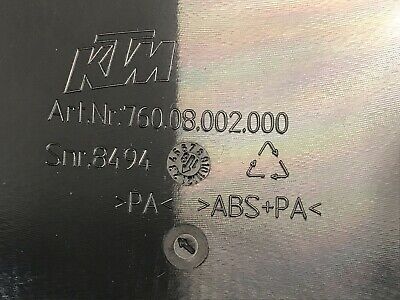 KTM
Art.Nr.:760.08.002.000
Snr.8494
>PA< >ABS+PA<